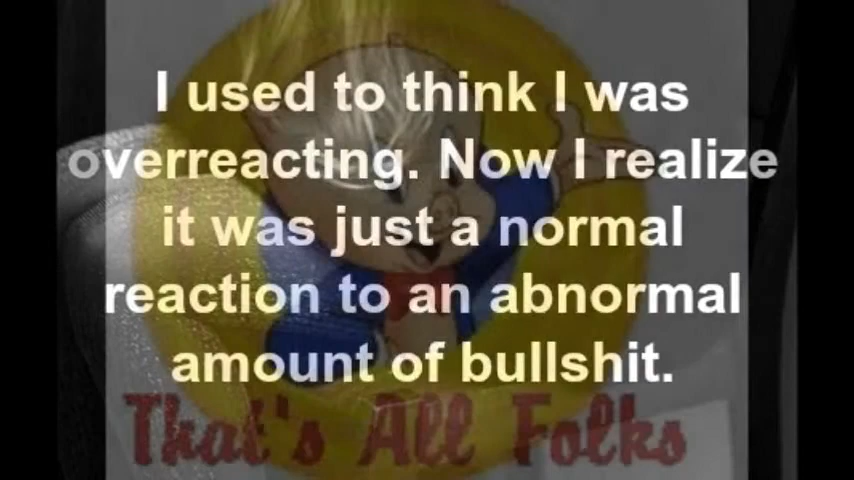 I used to think I was
overreacting. Now I realize
it was just a normal
reaction to an abnormal
amount of bullshit.
That's All Folks